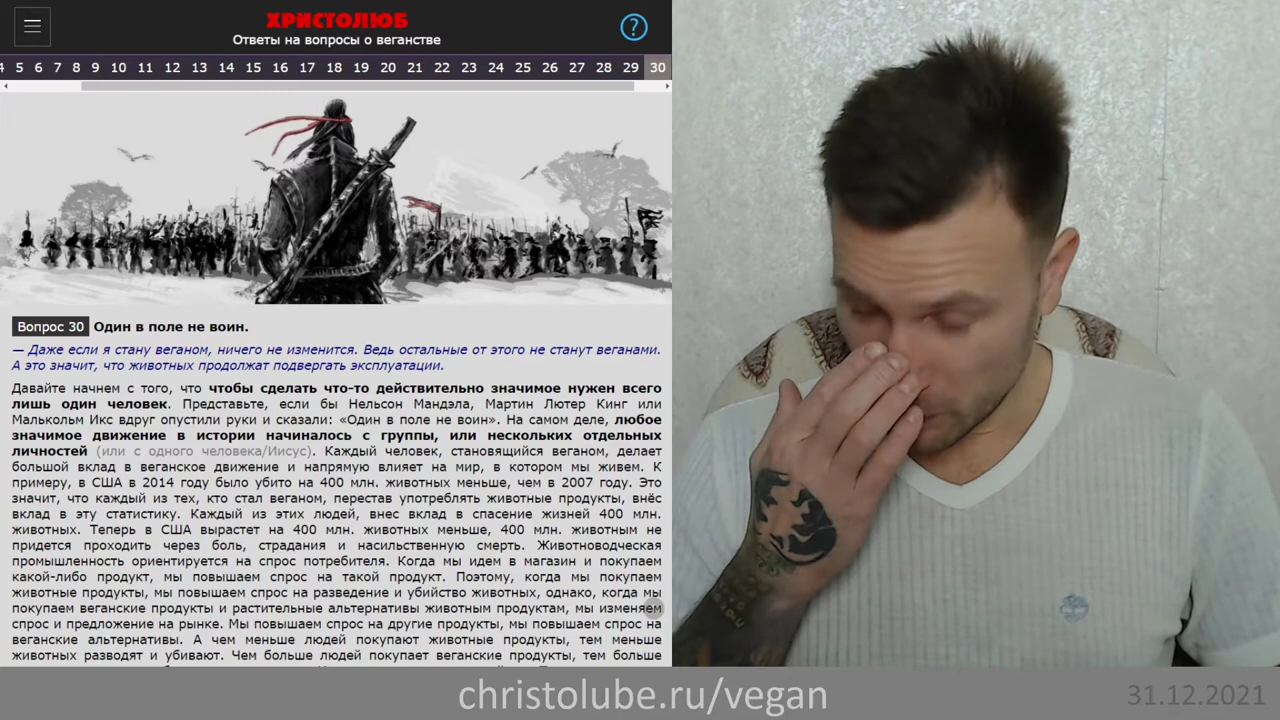 ХРИСТОЛЮБ
Ответы на вопросы о веганстве
?
4 5 6 7 8 9 10 11 12 13 14 15 16 17 18 19 20 21 22 23 24 25 26 27 28 29 30
Вопрос 30 Один в поле не воин.
— Даже если я стану веганом, ничего не изменится. Ведь остальные от этого не станут веганами.
А это значит, что животных продолжат подвергать эксплуатации.
Давайте начнем с того, что чтобы сделать что-то действительно значимое нужен всего
лишь один человек. Представьте, если бы Нельсон Мандэла, Мартин Лютер Кинг или
Малькольм Икс вдруг опустили руки и сказали: «Один в поле не воин». На самом деле, любое
значимое движение в истории начиналось с группы, или нескольких отдельных
личностей (или с одного человека/Иисус). Каждый человек, становящийся веганом, делает
большой вклад в веганское движение и напрямую влияет на мир, в котором мы живем. К
примеру, в США в 2014 году было убито на 400 млн. животных меньше, чем в 2007 году. Это
значит, что каждый из тех, кто стал веганом, перестав употреблять животные продукты, внёс
вклад в эту статистику. Каждый из этих людей, внес вклад в спасение жизней 400 млн.
животных. Теперь в США вырастет на 400 млн. животных меньше, 400 млн. животным не
придется проходить через боль, страдания и насильственную смерть. Животноводческая
промышленность ориентируется на спрос потребителя. Когда мы идем в магазин и покупаем
какой-либо продукт, мы повышаем спрос на такой продукт. Поэтому, когда мы покупаем
животные продукты, мы повышаем спрос на разведение и убийство животных, однако, когда мы
покупаем веганские продукты и растительные альтернативы животным продуктам, мы изменяем
спрос и предложение на рынке. Мы повышаем спрос на другие продукты, мы повышаем спрос на
веганские альтернативы. А чем меньше людей покупают животные продукты, тем меньше
животных разводят и убивают. Чем больше людей покупает веганские продукты, тем больше
christolube.ru/vegan
31.12.2021